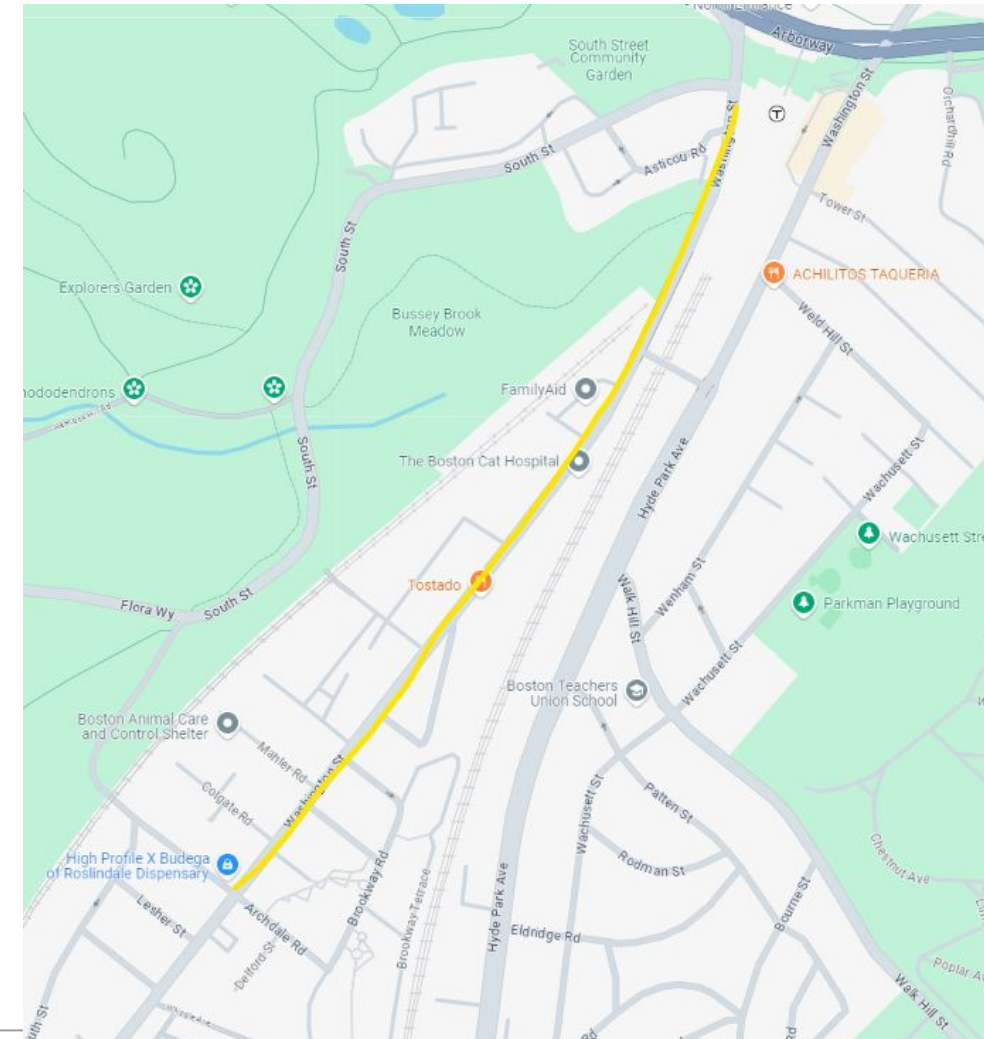 Arborway
South Street
Community
Garden
Washington St
Orchardhill Rd
South St
Asticou Rd
Washington St
Tower St
South St
Explorers Garden
ACHILITOS TAQUERIA
Bussey Brook
Meadow
Weld Hill St
FamilyAid
South St
The Boston Cat Hospital
Hyde Park Ave
Wachusett St
Tostado
Wenham St
Walk Hill St
Parkman Playground
Flora Wy
South St
Boston Teachers
Union School
Wachusett St
Boston Animal Care
and Control Shelter
Mahler Rd
Washington St
Colgate Rd
Patten St
Wachusett St
High Profile X Budega
of Roslindale Dispensary
Rodman St
Chestnut Ave
Brookway Rd
Lesher St
Archdale Rd
Bourne St
Hyde Park Ave
Eldridge Rd
Brookway Terrace
Delford St
Walk Hill St